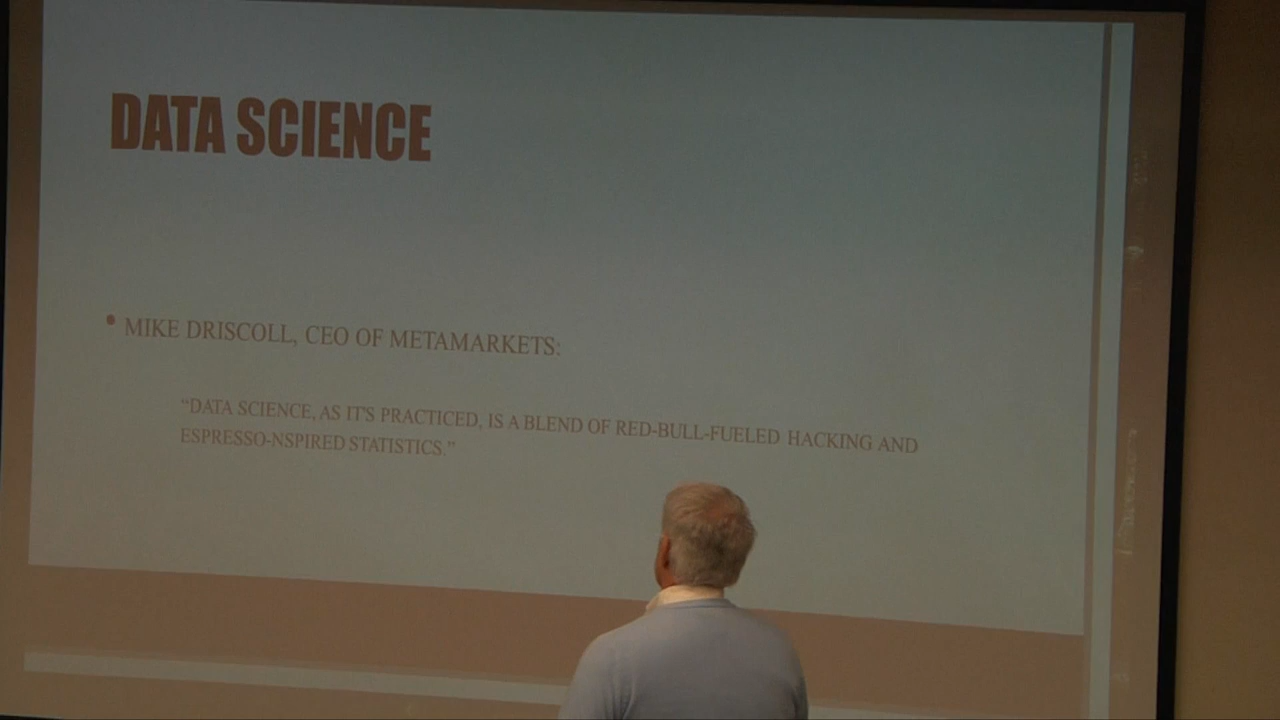 DATA SCIENCE
• MIKE DRISCOLL, CEO OF METAMARKETS:
“DATA SCIENCE, AS IT'S PRACTICED, IS A BLEND OF RED-BULL-FUELED HACKING AND
ESPRESSO-NSPIRED STATISTICS.”